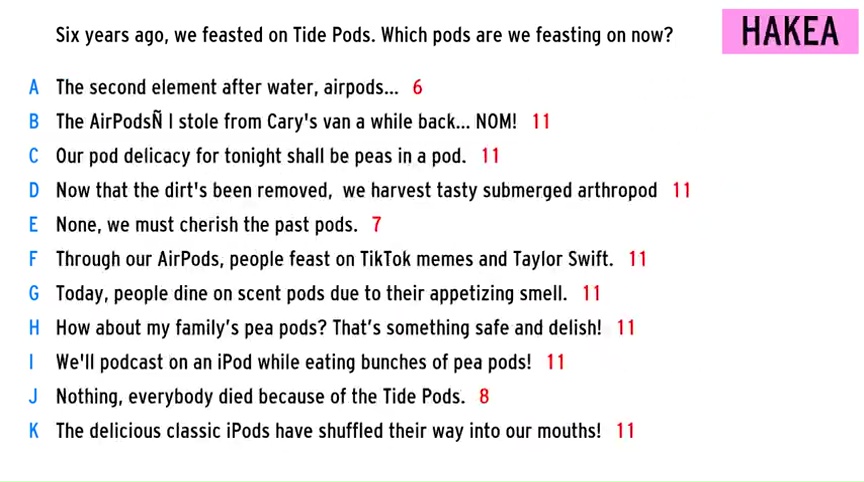 Six years ago, we feasted on Tide Pods. Which pods are we feasting on now?
HAKEA
A The second element after water, airpods... 6
B The AirPodsÑ I stole from Cary's van a while back... NOM! 11
C Our pod delicacy for tonight shall be peas in a pod. 11
D Now that the dirt's been removed,  we harvest tasty submerged arthropod 11
E None, we must cherish the past pods. 7
F Through our AirPods, people feast on TikTok memes and Taylor Swift. 11
G Today, people dine on scent pods due to their appetizing smell. 11
H How about my family's pea pods? That's something safe and delish! 11
I We'll podcast on an iPod while eating bunches of pea pods! 11
J Nothing, everybody died because of the Tide Pods. 8
K The delicious classic iPods have shuffled their way into our mouths! 11